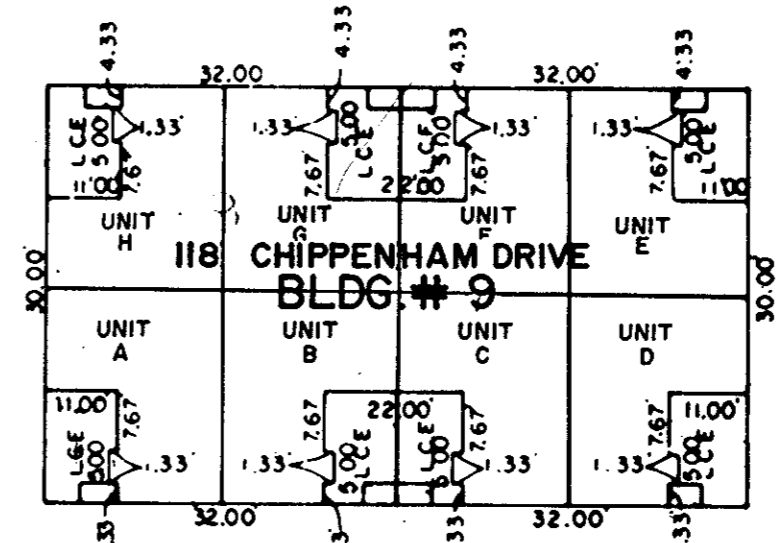 4.33 4.33 4.33 4.33
32.00 32.00'
1.33' 1.33' 1.33' 1.33'
L C E 5.00 5.00 L C E L C E 5.00 5.00 L C E
7.67 7.67 7.67 7.67
11'00 22'00 11'00
UNIT H
UNIT G
UNIT F
UNIT E
118 CHIPPENHAM DRIVE
BLDG.# 9
30.00 30.00'
UNIT A
UNIT B
UNIT C
UNIT D
11.00' 22.00' 11.00'
7.67 7.67 7.67 7.67
5.00 5.00 L C E L C E 5.00 5.00 L C E
1.33' 1.33' 1.33' 1.33'
32.00 32.00'
33 33 .33'